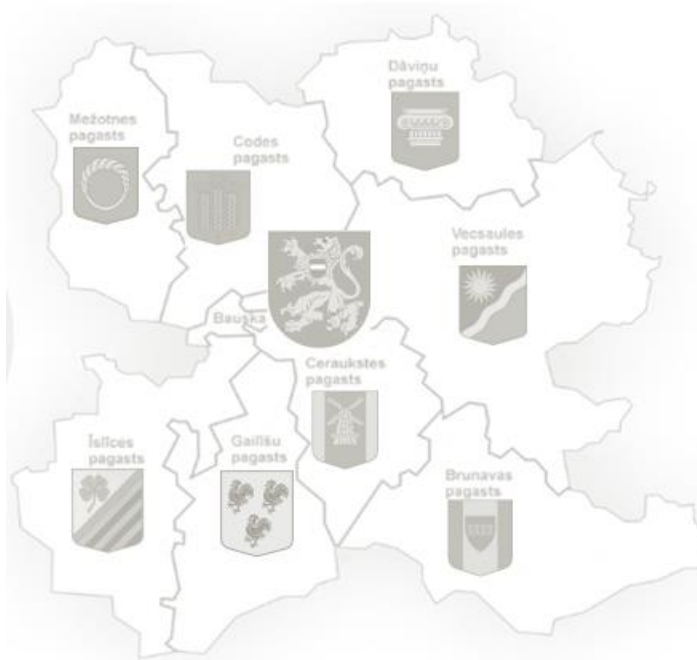 Dāviņu
pagasts
Mežotnes
pagasts
Codes
pagasts
Vecsaules
pagasts
Bauska
Ceraukstes
pagasts
Īslīces
pagasts
Gailīšu
pagasts
Brunavas
pagasts